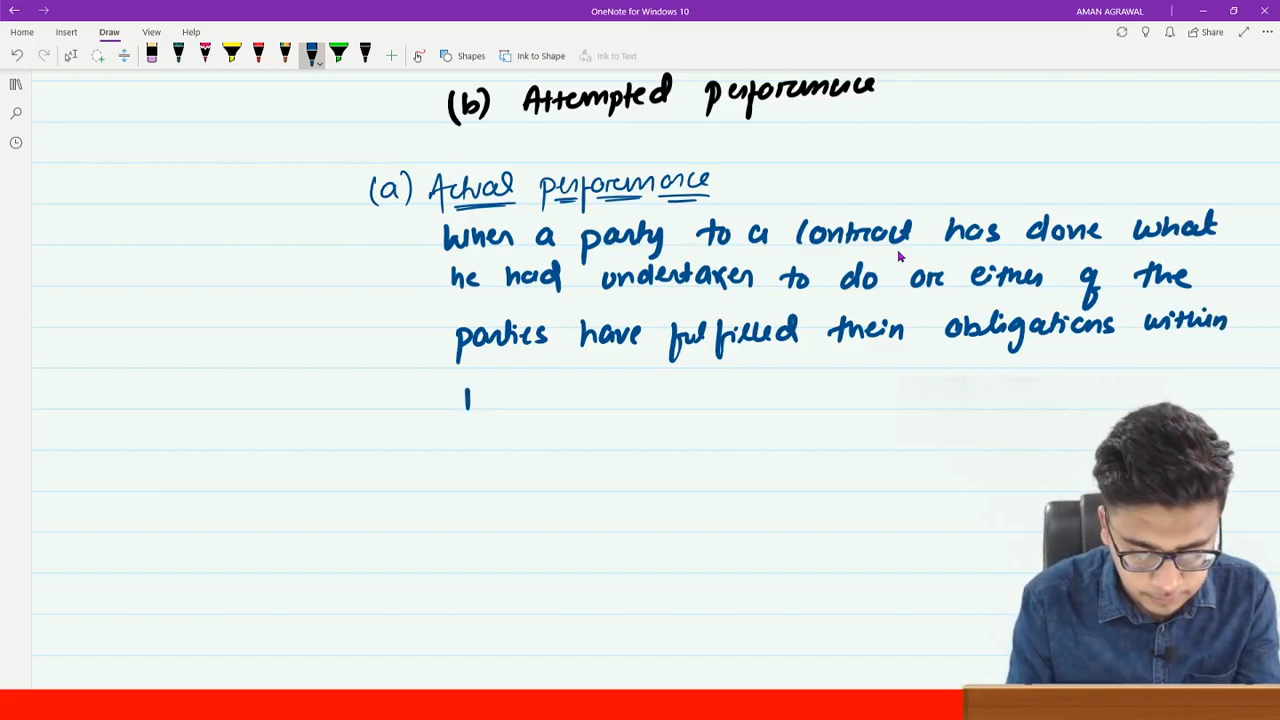 OneNote for Windows 10
AMAN AGRAWAL
Home Insert Draw View Help
Shapes Ink to Shape Ink to Text Share
(b) Attempted performance
(a) Actual performance
When a party to a contract has done what
he had undertaken to do or either of the
parties have fulfilled their obligations within